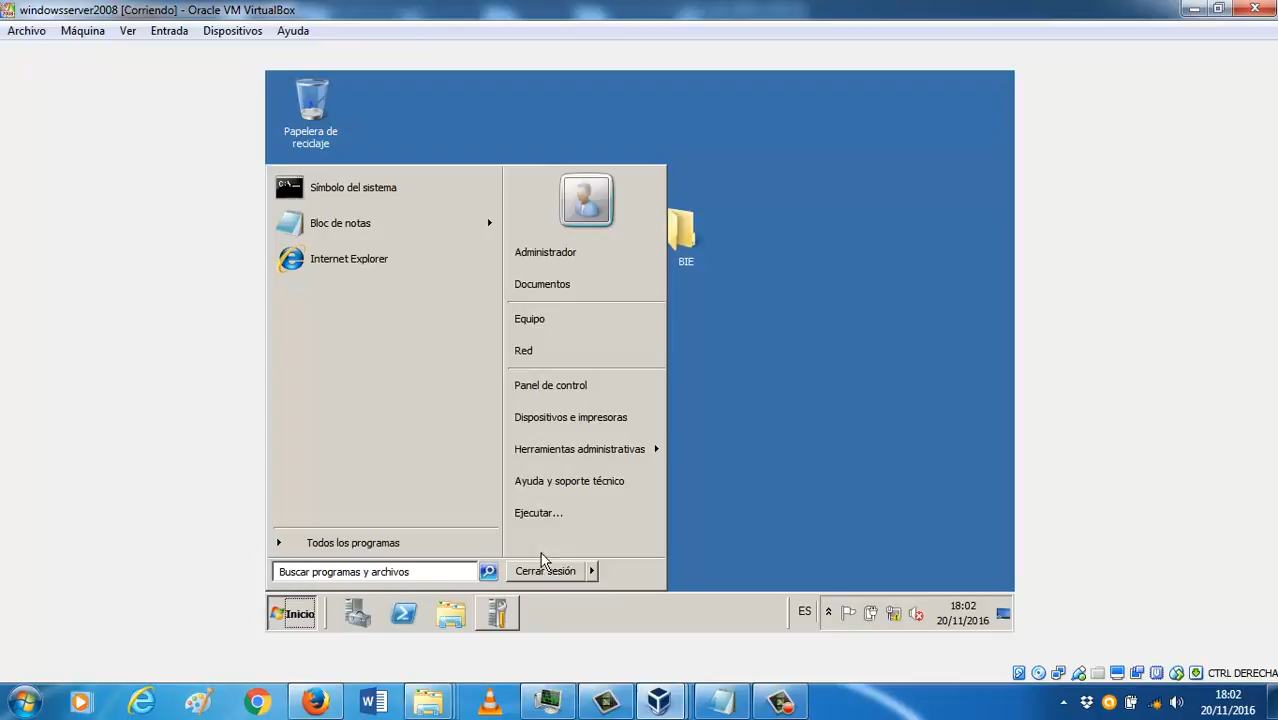 windowsserver2008 [Corriendo] - Oracle VM VirtualBox
Archivo Máquina Ver Entrada Dispositivos Ayuda
Papelera de
reciclaje
Símbolo del sistema
Bloc de notas
Internet Explorer
Todos los programas
Buscar programas y archivos
Administrador
Documentos
Equipo
Red
Panel de control
Dispositivos e impresoras
Herramientas administrativas
Ayuda y soporte técnico
Ejecutar...
Cerrar sesión
BIE
Inicio
ES
18:02
20/11/2016
CTRL DERECHA
18:02
20/11/2016